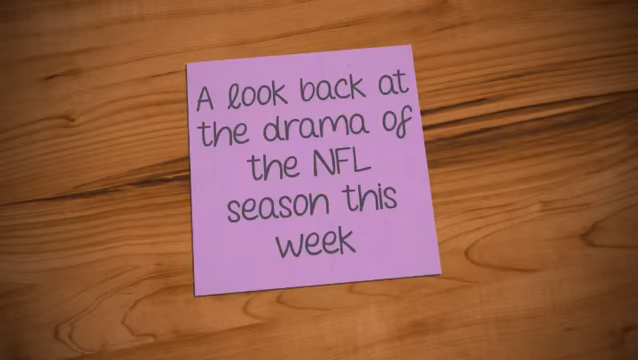 A look back at
the drama of
the NFL
season this
week